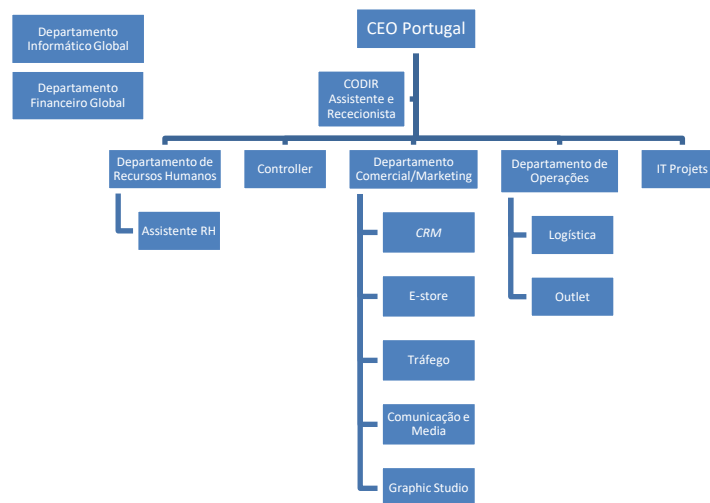 Departamento
Informático Global
CEO Portugal
Departamento
Financeiro Global
CODIR
Assistente e
Rececionista
Departamento de
Recursos Humanos
Controller
Departamento
Comercial/Marketing
Departamento de
Operações
IT Projets
Assistente RH
CRM
Logística
E-store
Outlet
Tráfego
Comunicação e
Media
Graphic Studio